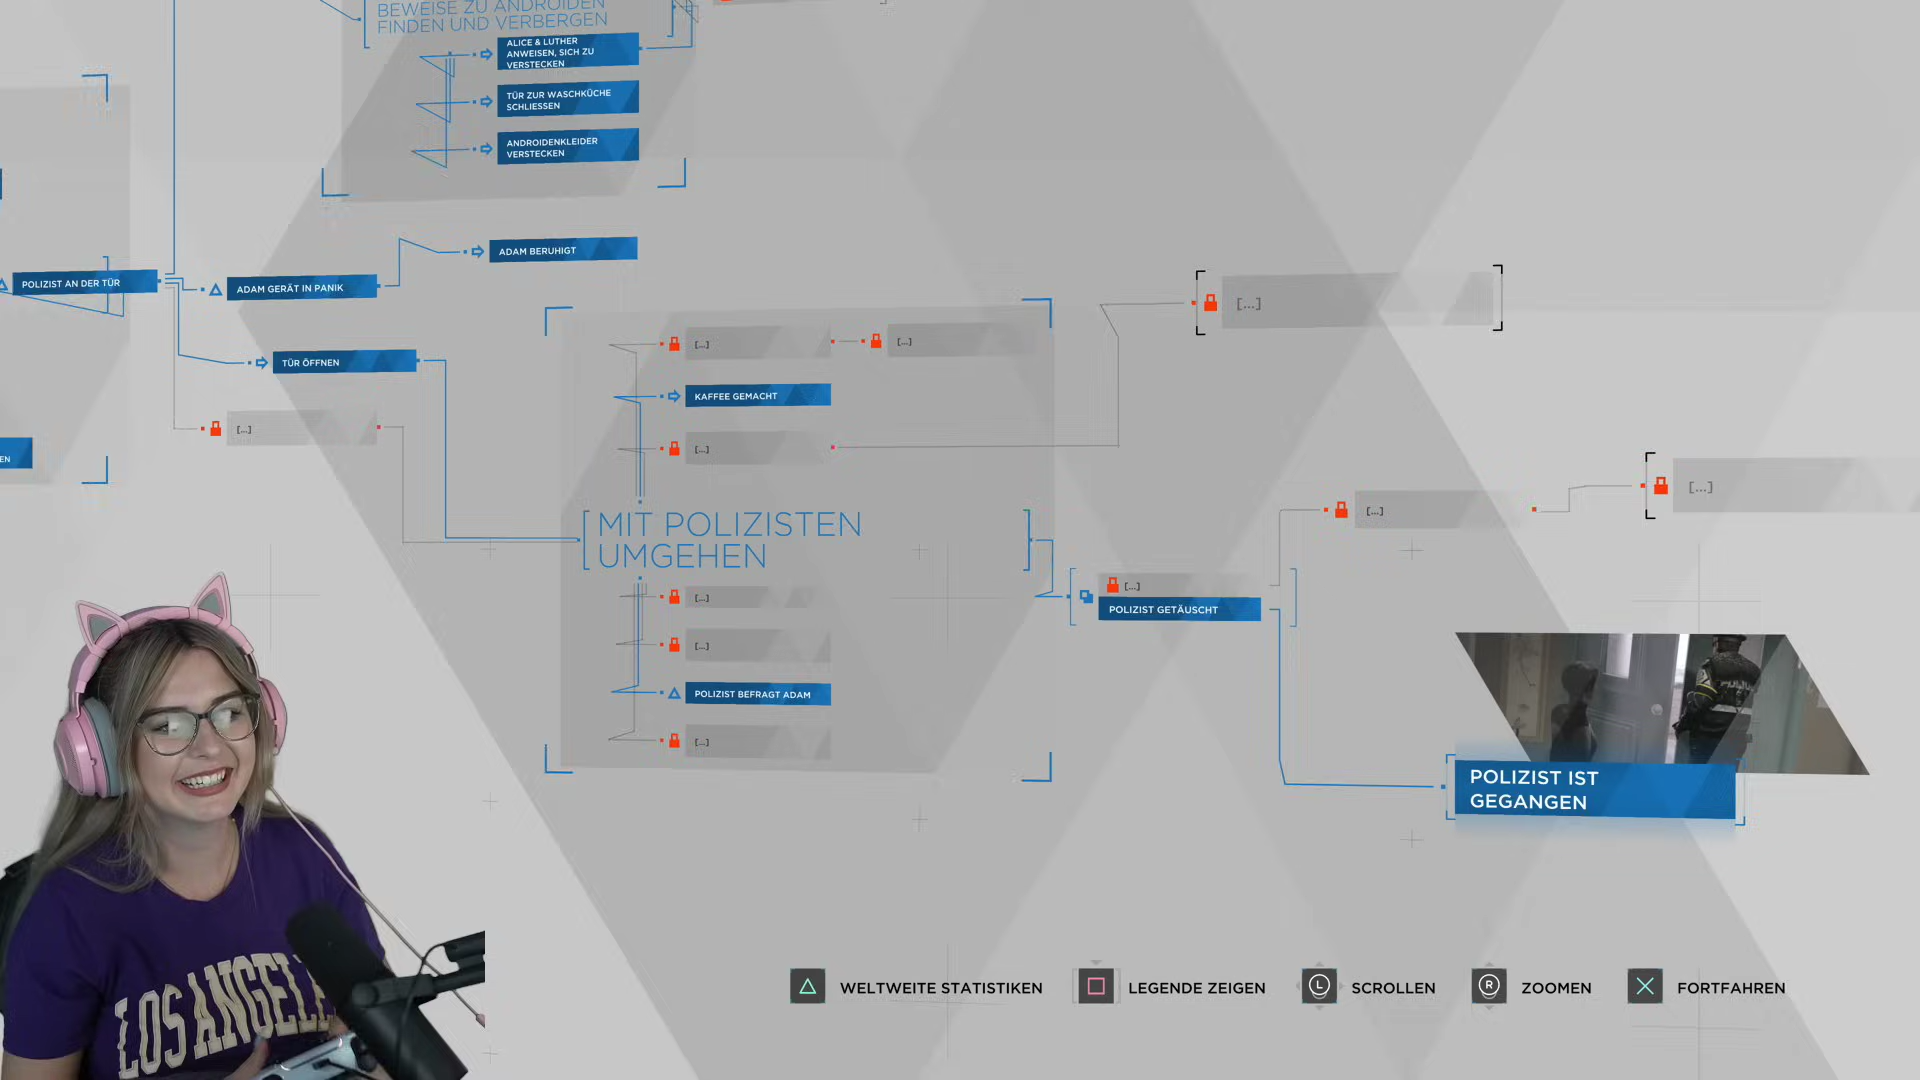 BEWEISE ZU ANDROIDEN
FINDEN UND VERBERGEN
ALICE & LUTHER
ANWEISEN, SICH ZU
VERSTECKEN
TÜR ZUR WASCHKÜCHE
SCHLIESSEN
ANDROIDENKLEIDER
VERSTECKEN
ADAM BERUHIGT
POLIZIST AN DER TÜR
ADAM GERÄT IN PANIK
[...]
[...]
[...]
TÜR ÖFFNEN
KAFFEE GEMACHT
[...]
[...]
EN
[...]
[...]
MIT POLIZISTEN
UMGEHEN
[...]
[...]
POLIZIST GETÄUSCHT
[...]
POLIZIST BEFRAGT ADAM
[...]
POLIZIST IST
GEGANGEN
LOS ANGEL
WELTWEITE STATISTIKEN
LEGENDE ZEIGEN
L
SCROLLEN
R
ZOOMEN
FORTFAHREN